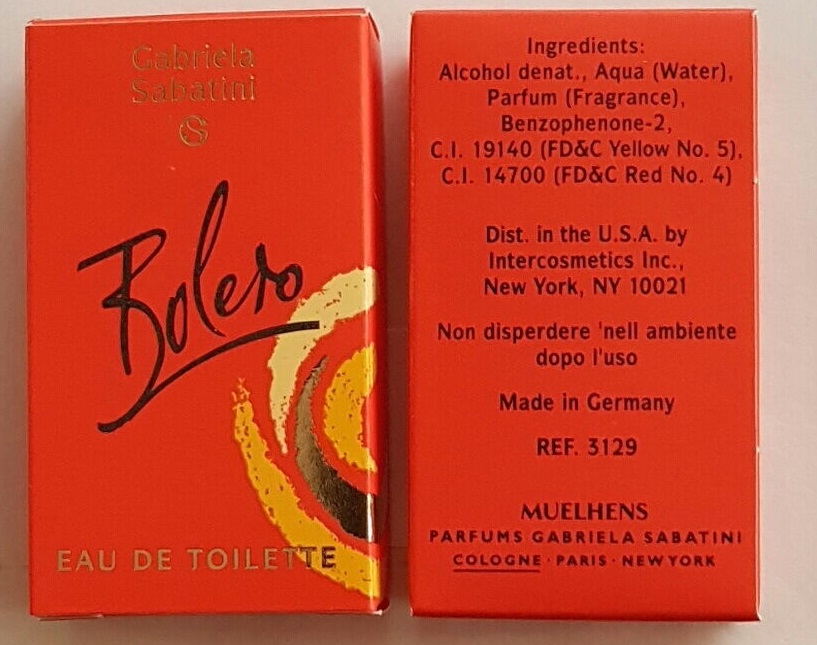 Gabriela
Sabatini
Bolero
EAU DE TOILETTE
Ingredients:
Alcohol denat., Aqua (Water),
Parfum (Fragrance),
Benzophenone-2,
C.I. 19140 (FD&C Yellow No. 5),
C.I. 14700 (FD&C Red No. 4)
Dist. in the U.S.A. by
Intercosmetics Inc.,
New York, NY 10021
Non disperdere 'nell ambiente
dopo l'uso
Made in Germany
REF. 3129
MUELHENS
PARFUMS GABRIELA SABATINI
COLOGNE · PARIS · NEW YORK